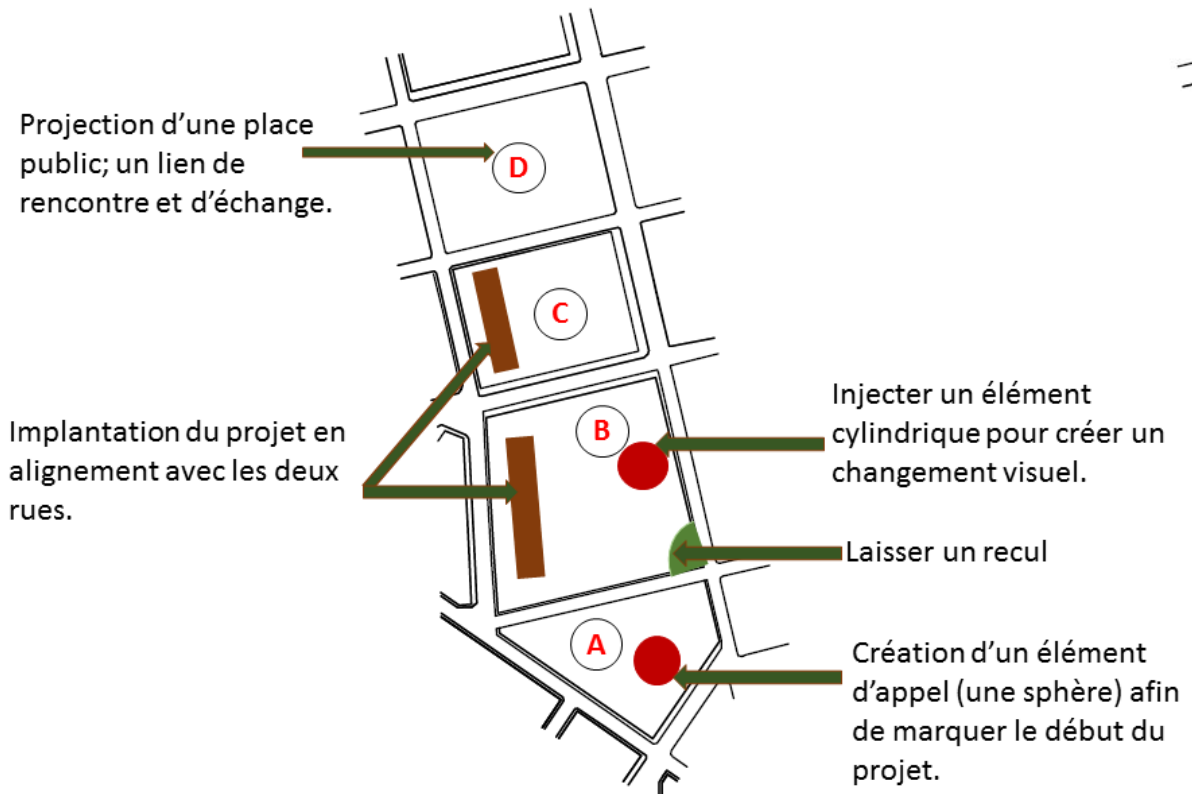 Projection d’une place
public; un lien de
rencontre et d’échange.
D
C
Implantation du projet en
alignement avec les deux
rues.
B
Injecter un élément
cylindrique pour créer un
changement visuel.
Laisser un recul
A
Création d’un élément
d’appel (une sphère) afin
de marquer le début du
projet.